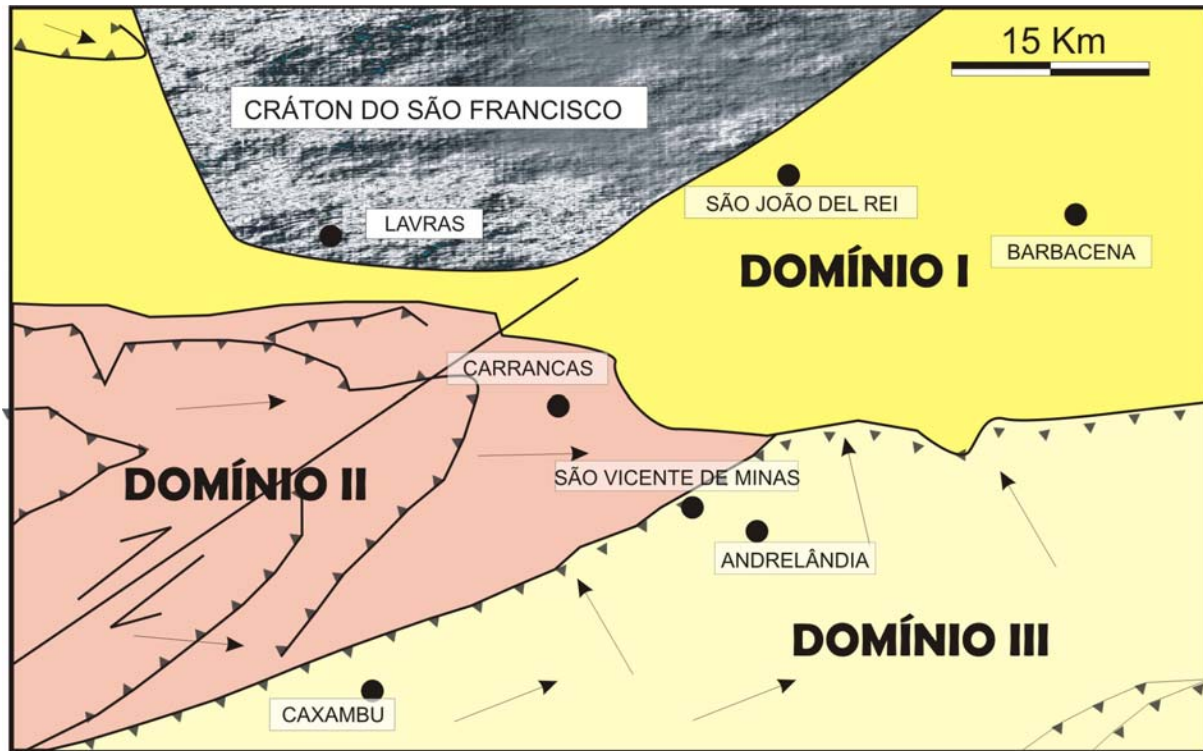 15 Km
CRÁTON DO SÃO FRANCISCO
SÃO JOÃO DEL REI
LAVRAS
BARBACENA
DOMÍNIO I
CARRANCAS
SÃO VICENTE DE MINAS
DOMÍNIO II
ANDRELÂNDIA
DOMÍNIO III
CAXAMBU